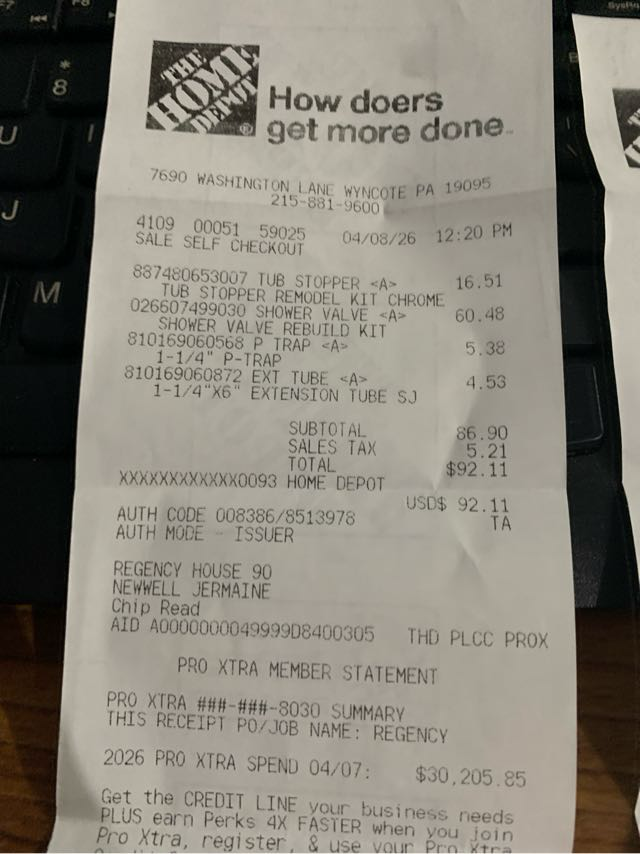 THE HOME DEPOT ®
How doers
get more done™
7690 WASHINGTON LANE WYNCOTE PA 19095
215-881-9600
4109 00051 59025 04/08/26 12:20 PM
SALE SELF CHECKOUT
887480653007 TUB STOPPER <A> 16.51
TUB STOPPER REMODEL KIT CHROME
026607499030 SHOWER VALVE <A> 60.48
SHOWER VALVE REBUILD KIT
810169060568 P TRAP <A> 5.38
1-1/4" P-TRAP
810169060872 EXT TUBE <A> 4.53
1-1/4"X6" EXTENSION TUBE SJ
SUBTOTAL 86.90
SALES TAX 5.21
TOTAL $92.11
XXXXXXXXXXXX0093 HOME DEPOT
USD$ 92.11
AUTH CODE 008386/8513978 TA
AUTH MODE - ISSUER
REGENCY HOUSE 90
NEWWELL JERMAINE
Chip Read
AID A0000000049999D8400305 THD PLCC PROX
PRO XTRA MEMBER STATEMENT
PRO XTRA ###-###-8030 SUMMARY
THIS RECEIPT PO/JOB NAME: REGENCY
2026 PRO XTRA SPEND 04/07: $30,205.85
Get the CREDIT LINE your business needs
PLUS earn Perks 4X FASTER when you join
Pro Xtra, register, & use your Pro Xtra
F7
F8
*
8
U
I
J
M